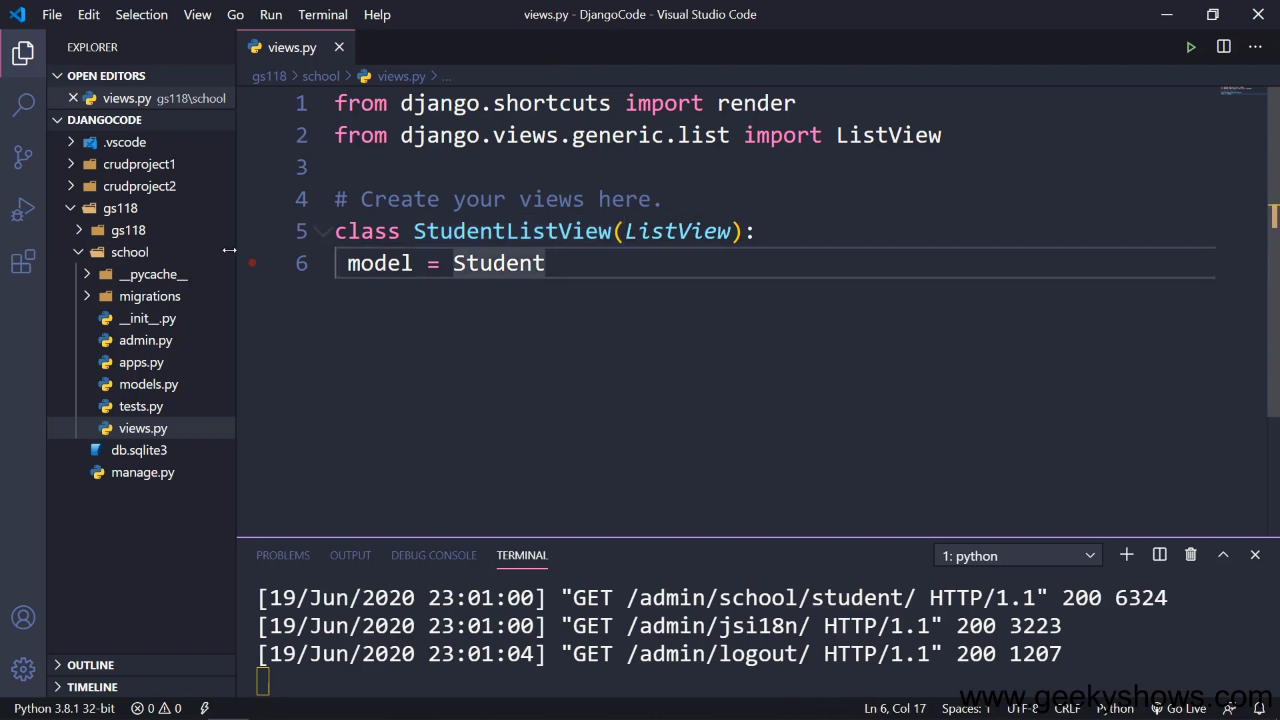 File Edit Selection View Go Run Terminal Help views.py - DjangoCode - Visual Studio Code
EXPLORER
OPEN EDITORS
views.py gs118\school
DJANGOCODE
.vscode
crudproject1
crudproject2
gs118
gs118
school
__pycache__
migrations
__init__.py
admin.py
apps.py
models.py
tests.py
views.py
db.sqlite3
manage.py
OUTLINE
TIMELINE
views.py
gs118 > school > views.py > ...
1 from django.shortcuts import render
2 from django.views.generic.list import ListView
3
4 # Create your views here.
5 class StudentListView(ListView):
6 model = Student
PROBLEMS OUTPUT DEBUG CONSOLE TERMINAL 1: python
[19/Jun/2020 23:01:00] "GET /admin/school/student/ HTTP/1.1" 200 6324
[19/Jun/2020 23:01:00] "GET /admin/jsi18n/ HTTP/1.1" 200 3223
[19/Jun/2020 23:01:04] "GET /admin/logout/ HTTP/1.1" 200 1207
www.geekyshows.com
Python 3.8.1 32-bit 0 0 Ln 6, Col 17 Spaces: 1 UTF-8 CRLF Python Go Live